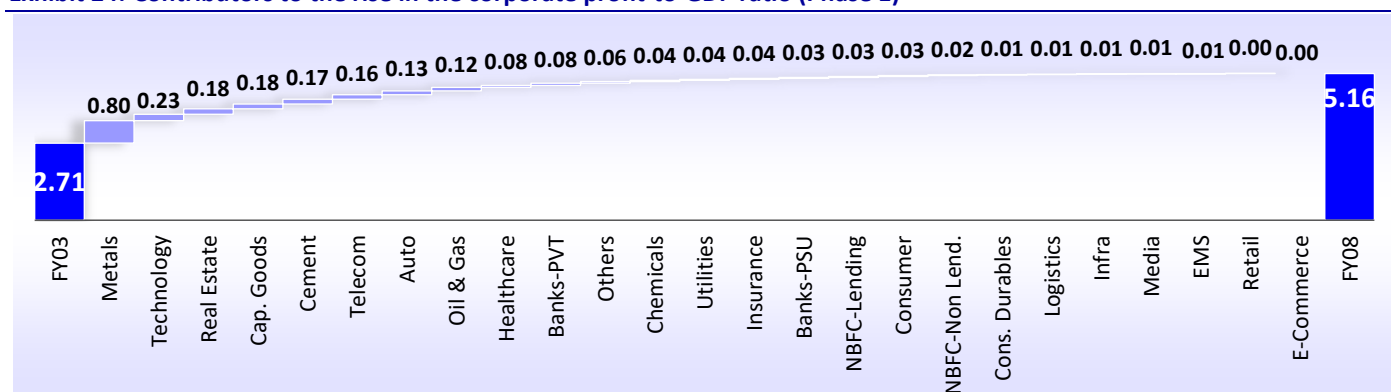 Contributors to the rise in the corporate profit-to-GDP ratio (Phase
2.71 0.80 0.23 0.18 0.18 0.17 0.16 0.13 0.12 0.08 0.08 0.06 0.04 0.04 0.04 0.03 0.03 0.03 0.02 0.01 0.01 0.01 0.01 0.01 0.00 0.00 5.16
FY03
Metals
Technology
Real Estate
Cap. Goods
Cement
Telecom
Auto
Oil & Gas
Healthcare
Banks-PVT
Others
Chemicals
Utilities
Insurance
Banks-PSU
NBFC-Lending
Consumer
NBFC-Non Lend.
Cons. Durables
Logistics
Infra
Media
EMS
Retail
E-Commerce
FY08